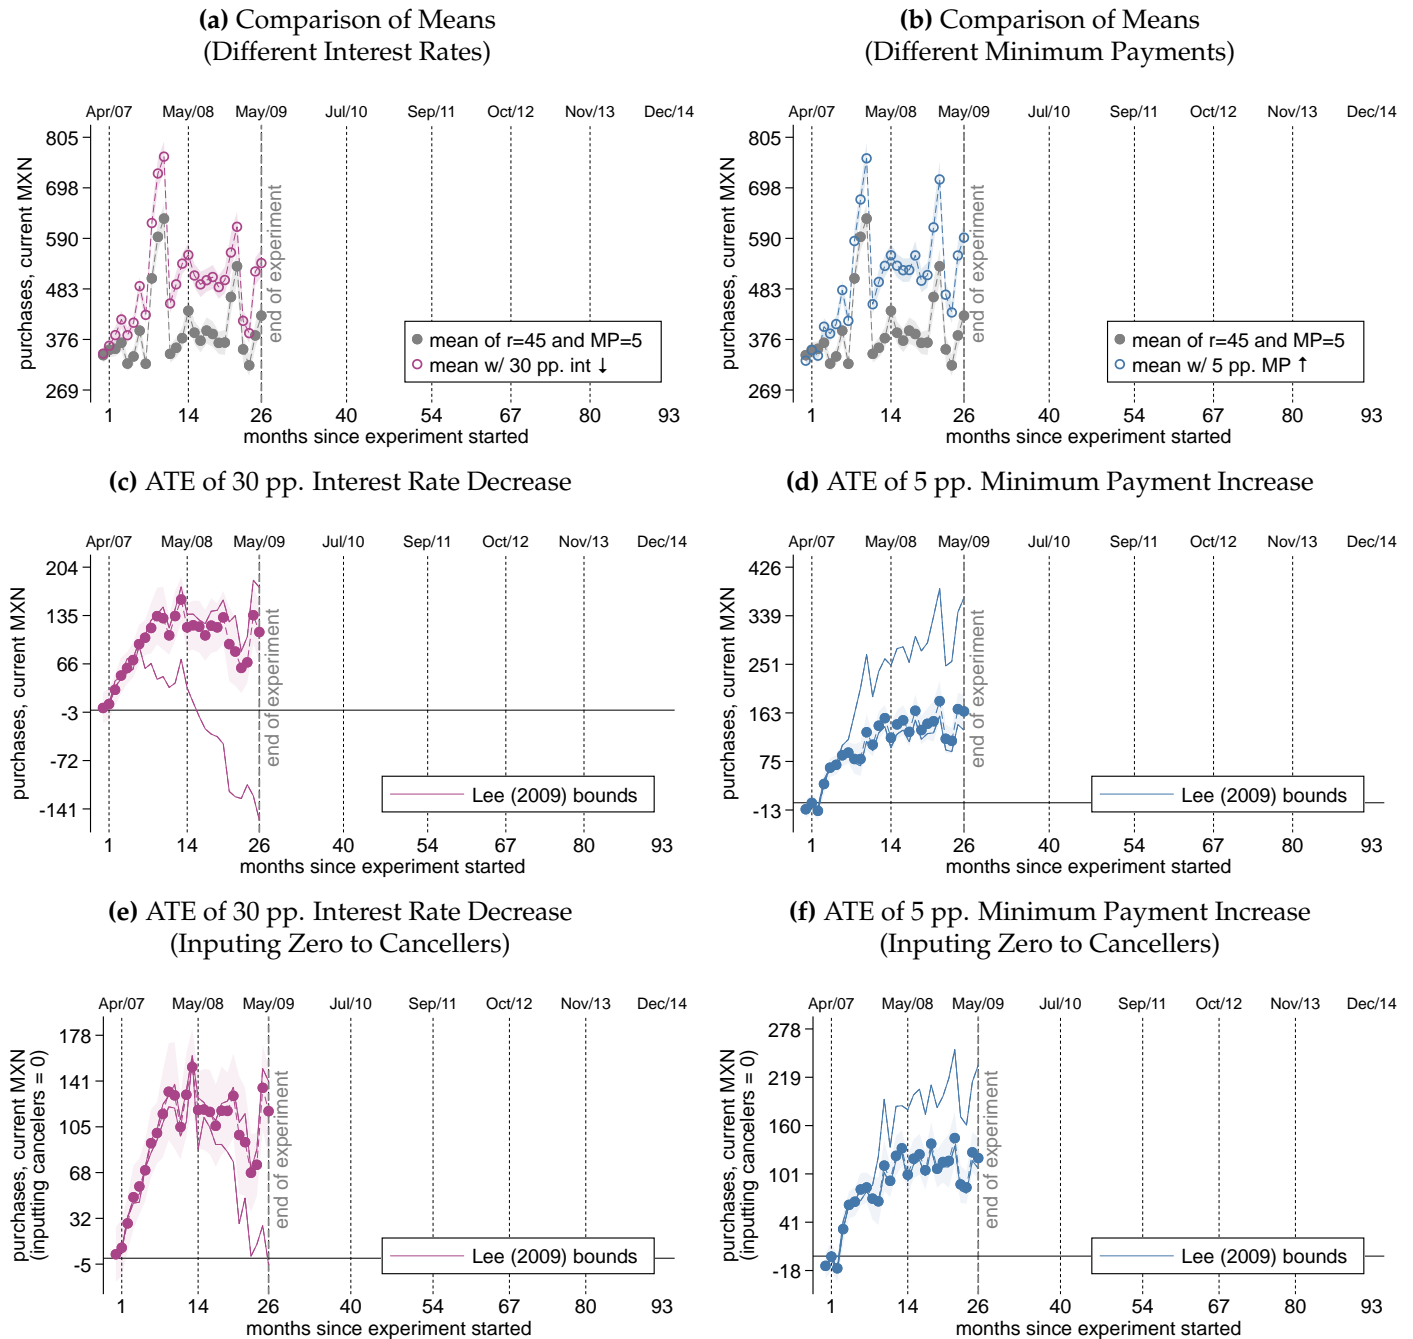 (a) Comparison of Means
(Different Interest Rates)
Apr/07 May/08 May/09 Jul/10 Sep/11 Oct/12 Nov/13 Dec/14
purchases, current MXN
805
698
590
483
376
269
end of experiment
mean of r=45 and MP=5
mean w/ 30 pp. int ↓
1 14 26 40 54 67 80 93
months since experiment started
(b) Comparison of Means
(Different Minimum Payments)
Apr/07 May/08 May/09 Jul/10 Sep/11 Oct/12 Nov/13 Dec/14
purchases, current MXN
805
698
590
483
376
269
end of experiment
mean of r=45 and MP=5
mean w/ 5 pp. MP ↑
1 14 26 40 54 67 80 93
months since experiment started
(c) ATE of 30 pp. Interest Rate Decrease
Apr/07 May/08 May/09 Jul/10 Sep/11 Oct/12 Nov/13 Dec/14
purchases, current MXN
204
135
66
-3
-72
-141
end of experiment
Lee (2009) bounds
1 14 26 40 54 67 80 93
months since experiment started
(d) ATE of 5 pp. Minimum Payment Increase
Apr/07 May/08 May/09 Jul/10 Sep/11 Oct/12 Nov/13 Dec/14
purchases, current MXN
426
339
251
163
75
-13
end of experiment
Lee (2009) bounds
1 14 26 40 54 67 80 93
months since experiment started
(e) ATE of 30 pp. Interest Rate Decrease
(Inputing Zero to Cancellers)
Apr/07 May/08 May/09 Jul/10 Sep/11 Oct/12 Nov/13 Dec/14
purchases, current MXN
(inputting cancelers = 0)
178
141
105
68
32
-5
end of experiment
Lee (2009) bounds
1 14 26 40 54 67 80 93
months since experiment started
(f) ATE of 5 pp. Minimum Payment Increase
(Inputing Zero to Cancellers)
Apr/07 May/08 May/09 Jul/10 Sep/11 Oct/12 Nov/13 Dec/14
purchases, current MXN
(inputting cancelers = 0)
278
219
160
101
41
-18
end of experiment
Lee (2009) bounds
1 14 26 40 54 67 80 93
months since experiment started